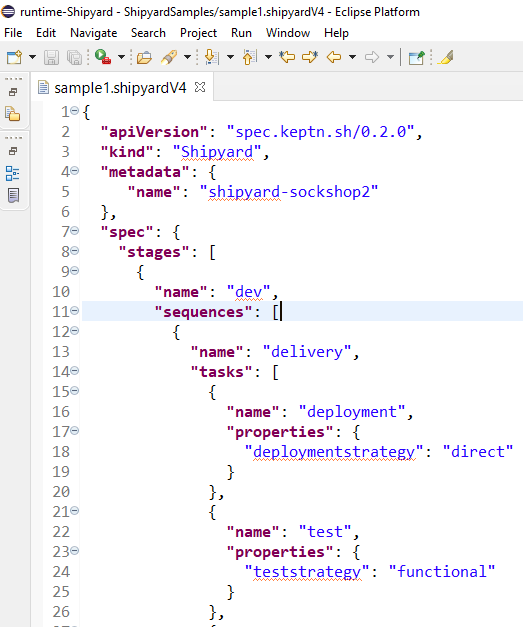 runtime-Shipyard - ShipyardSamples/sample1.shipyardV4 - Eclipse Platform
File Edit Navigate Search Project Run Window Help
sample1.shipyardV4
1 {
2 "apiVersion": "spec.keptn.sh/0.2.0",
3 "kind": "Shipyard",
4 "metadata": {
5 "name": "shipyard-sockshop2"
6 },
7 "spec": {
8 "stages": [
9 {
10 "name": "dev",
11 "sequences": [
12 {
13 "name": "delivery",
14 "tasks": [
15 {
16 "name": "deployment",
17 "properties": {
18 "deploymentstrategy": "direct"
19 }
20 },
21 {
22 "name": "test",
23 "properties": {
24 "teststrategy": "functional"
25 }
26 },